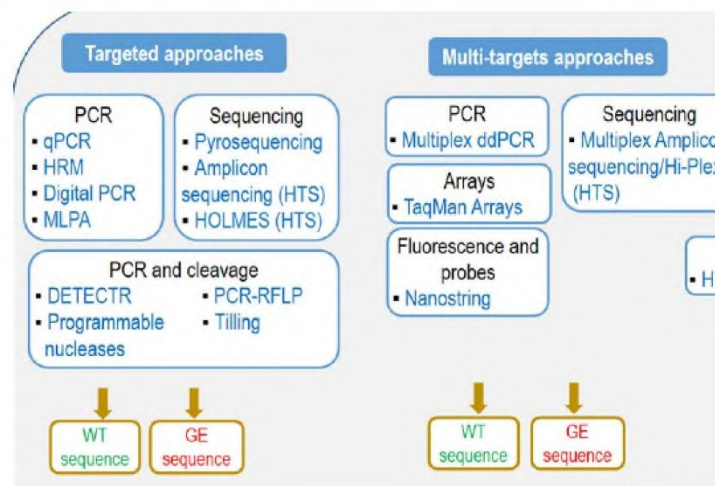 Targeted approaches
PCR
▪ qPCR
▪ HRM
▪ Digital PCR
▪ MLPA
Sequencing
▪ Pyrosequencing
▪ Amplicon
sequencing (HTS)
▪ HOLMES (HTS)
PCR and cleavage
▪ DETECTR
▪ Programmable
nucleases
▪ PCR-RFLP
▪ Tilling
WT
sequence
GE
sequence
Multi-targets approaches
PCR
▪ Multiplex ddPCR
Arrays
▪ TaqMan Arrays
Fluorescence and
probes
▪ Nanostring
Sequencing
▪ Multiplex Amplico
sequencing/Hi-Plex
(HTS)
WT
sequence
GE
sequence